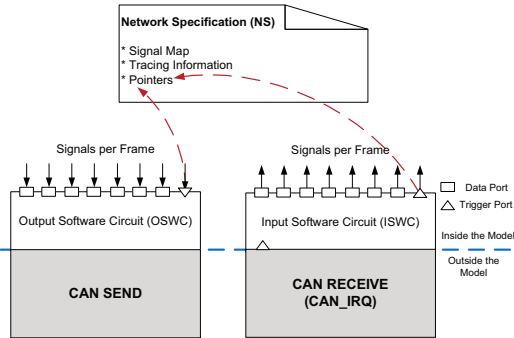 Network Specification (NS)
* Signal Map
* Tracing Information
* Pointers
Signals per Frame
Signals per Frame
Data Port
Trigger Port
Output Software Circuit (OSWC)
Input Software Circuit (ISWC)
Inside the Model
Outside the
Model
CAN SEND
CAN RECEIVE
(CAN_IRQ)